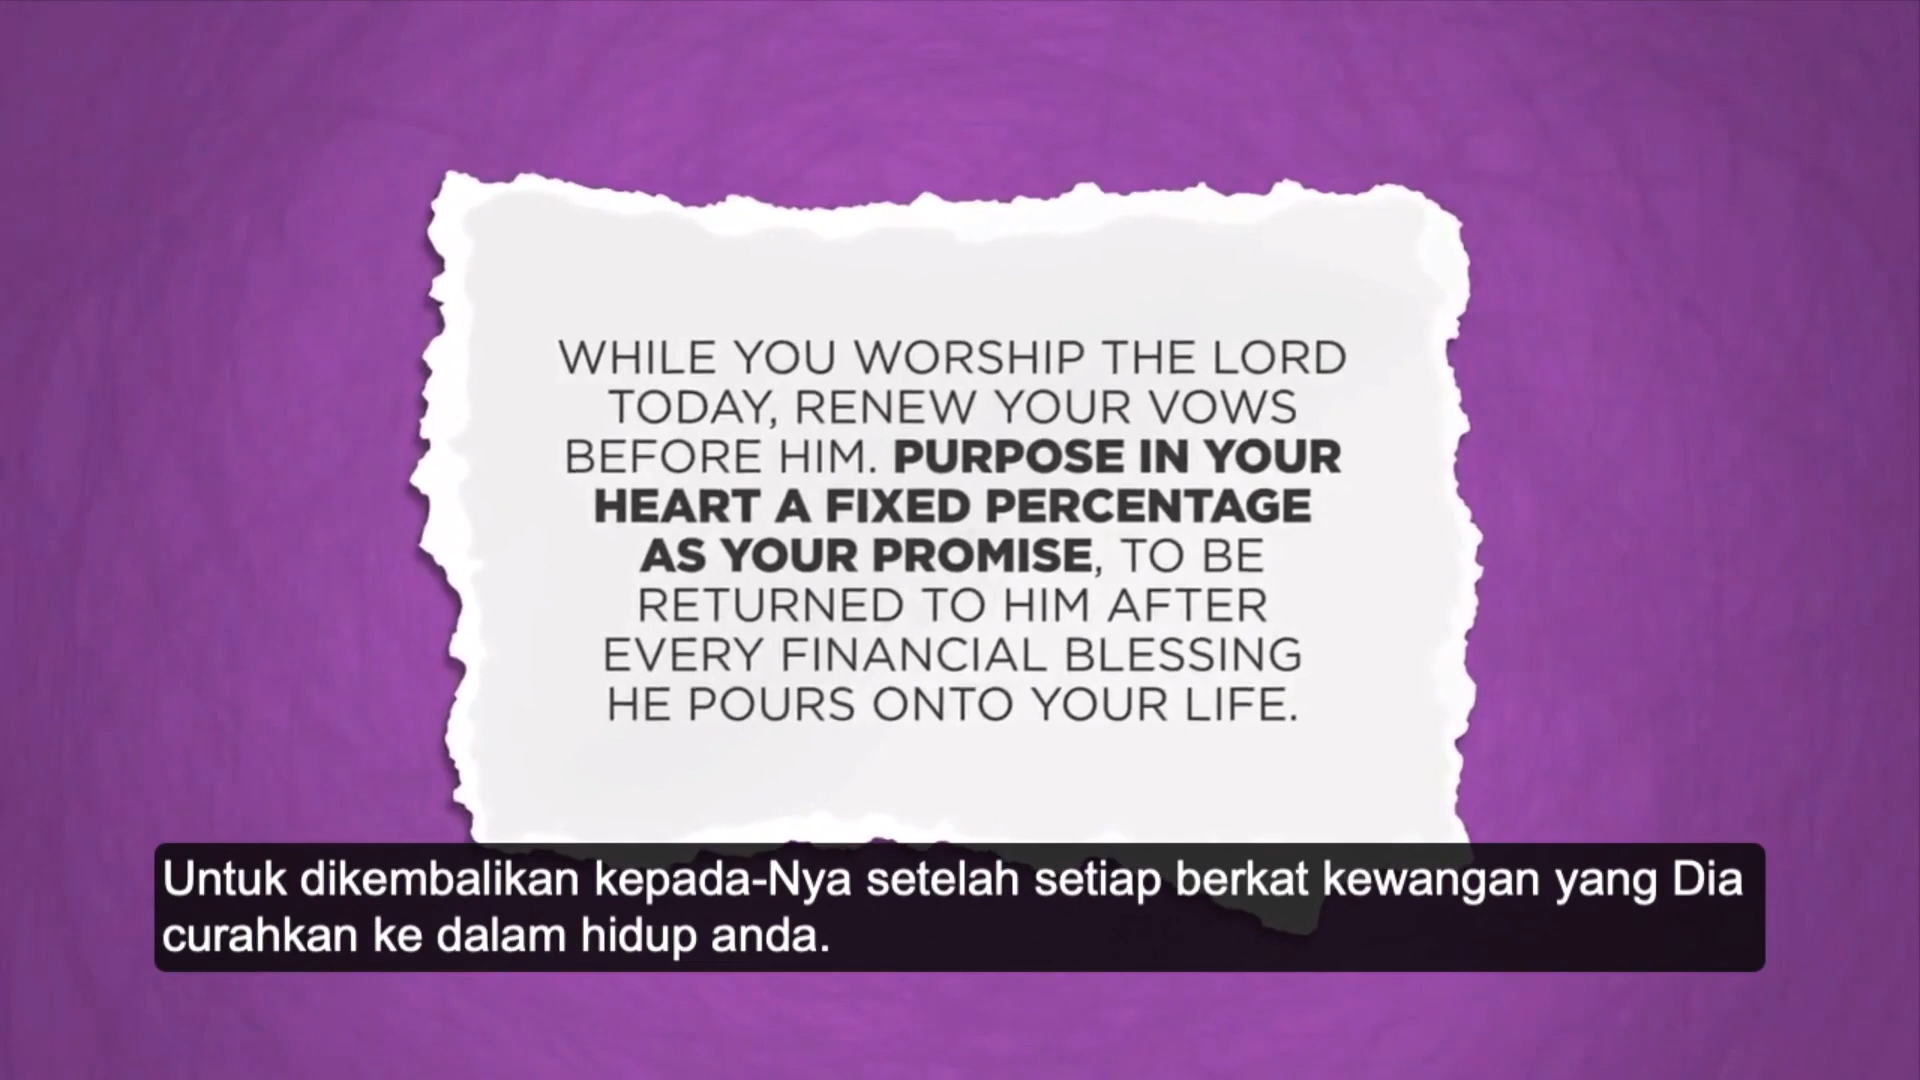 WHILE YOU WORSHIP THE LORD
TODAY, RENEW YOUR VOWS
BEFORE HIM. PURPOSE IN YOUR
HEART A FIXED PERCENTAGE
AS YOUR PROMISE, TO BE
RETURNED TO HIM AFTER
EVERY FINANCIAL BLESSING
HE POURS ONTO YOUR LIFE.
Untuk dikembalikan kepada-Nya setelah setiap berkat kewangan yang Dia
curahkan ke dalam hidup anda.